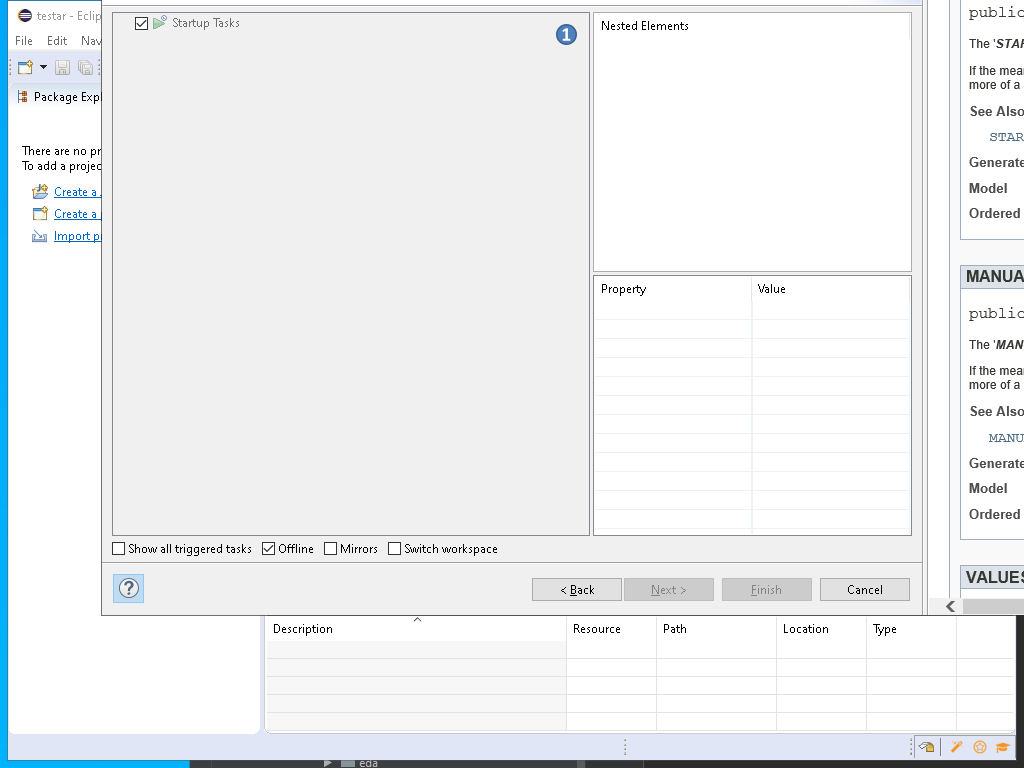 testar - Eclip
File Edit Nav
Package Expl
There are no pr
To add a projec
Create a
Create a
Import p
Startup Tasks
1
Nested Elements
Property Value
Show all triggered tasks Offline Mirrors Switch workspace
?
< Back Next > Finish Cancel
public
The 'STAR
If the mean
more of a
See Also
STAR
Generate
Model
Ordered
MANUA
public
The 'MAN
If the mean
more of a
See Also
MANU
Generate
Model
Ordered
VALUES
Description Resource Path Location Type
eda